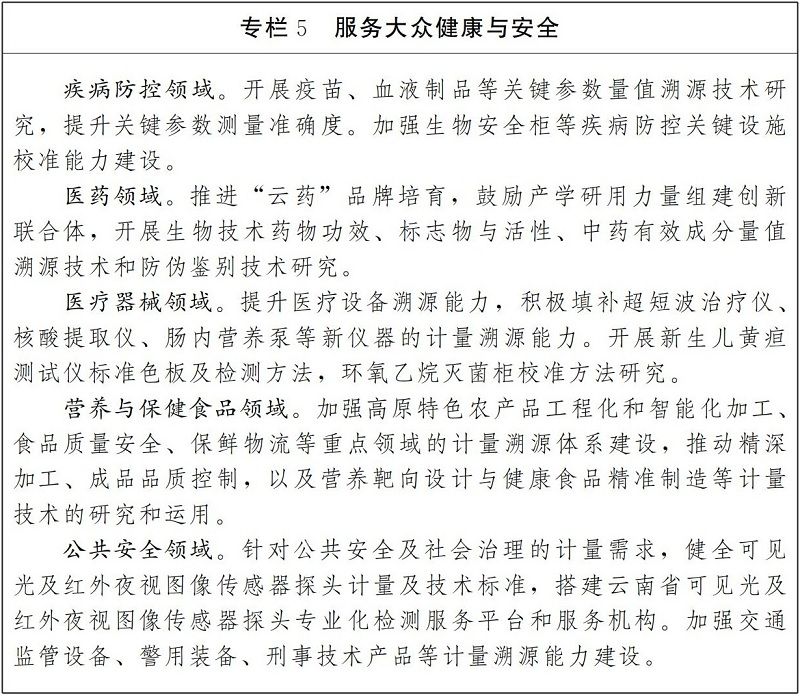 专栏 5　服务大众健康与安全
疾病防控领域。开展疫苗、血液制品等关键参数量值溯源技术研
究，提升关键参数测量准确度。加强生物安全柜等疾病防控关键设施
校准能力建设。
医药领域。推进“云药”品牌培育，鼓励产学研用力量组建创新
联合体，开展生物技术药物功效、标志物与活性、中药有效成分量值
溯源技术和防伪鉴别技术研究。
医疗器械领域。提升医疗设备溯源能力，积极填补超短波治疗仪、
核酸提取仪、肠内营养泵等新仪器的计量溯源能力。开展新生儿黄疸
测试仪标准色板及检测方法，环氧乙烷灭菌柜校准方法研究。
营养与保健食品领域。加强高原特色农产品工程化和智能化加工、
食品质量安全、保鲜物流等重点领域的计量溯源体系建设，推动精深
加工、成品品质控制，以及营养靶向设计与健康食品精准制造等计量
技术的研究和运用。
公共安全领域。针对公共安全及社会治理的计量需求，健全可见
光及红外夜视图像传感器探头计量及技术标准，搭建云南省可见光及
红外夜视图像传感器探头专业化检测服务平台和服务机构。加强交通
监管设备、警用装备、刑事技术产品等计量溯源能力建设。